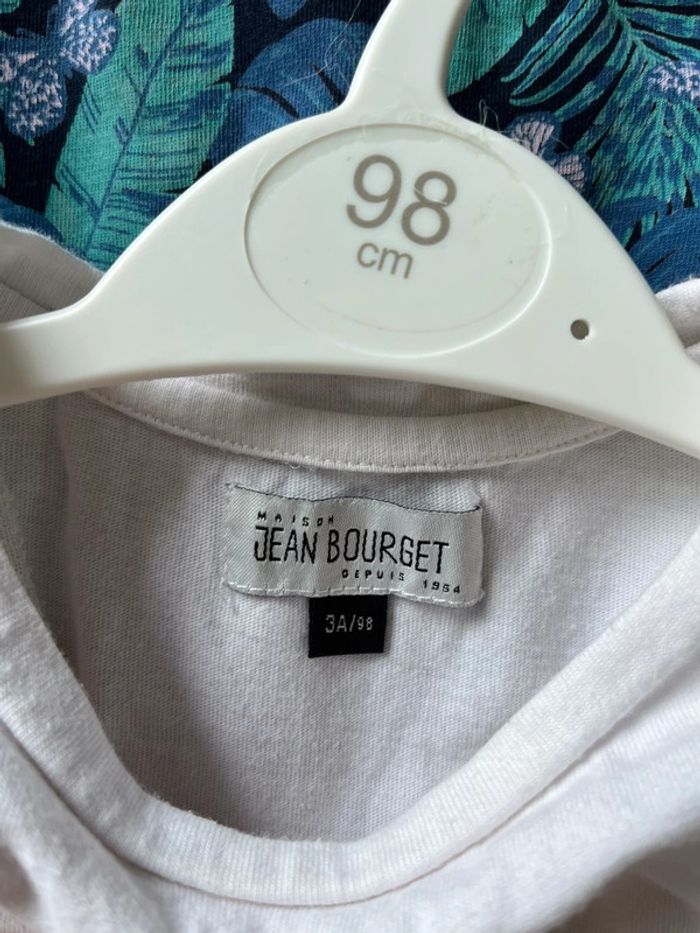 98
cm
MAISON
JEAN BOURGET
DEPUIS 1954
3A/98